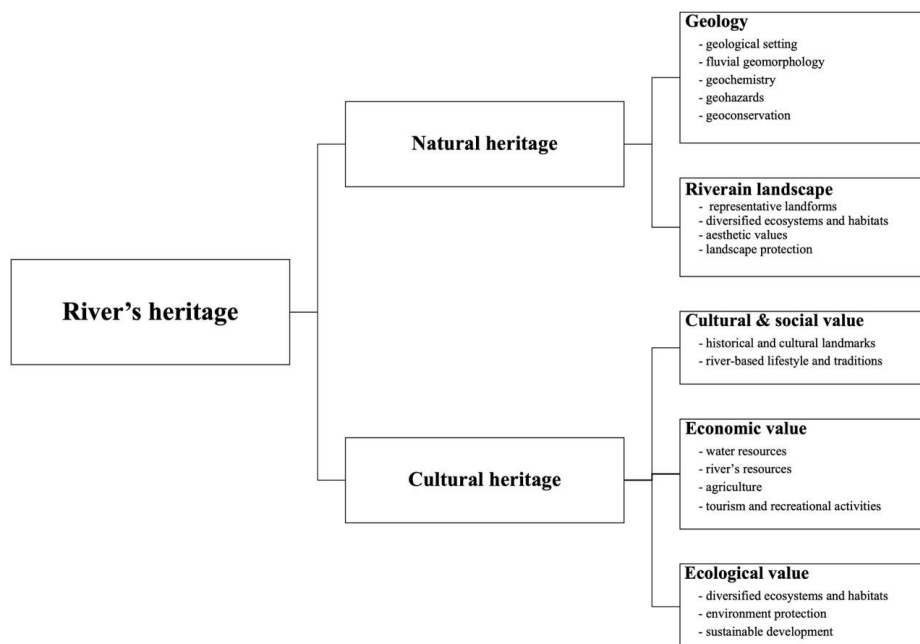 River’s heritage
Natural heritage
Geology
- geological setting
- fluvial geomorphology
- geochemistry
- geohazards
- geoconservation
Riverain landscape
- representative landforms
- diversified ecosystems and habitats
- aesthetic values
- landscape protection
Cultural heritage
Cultural & social value
- historical and cultural landmarks
- river-based lifestyle and traditions
Economic value
- water resources
- river’s resources
- agriculture
- tourism and recreational activities
Ecological value
- diversified ecosystems and habitats
- environment protection
- sustainable development